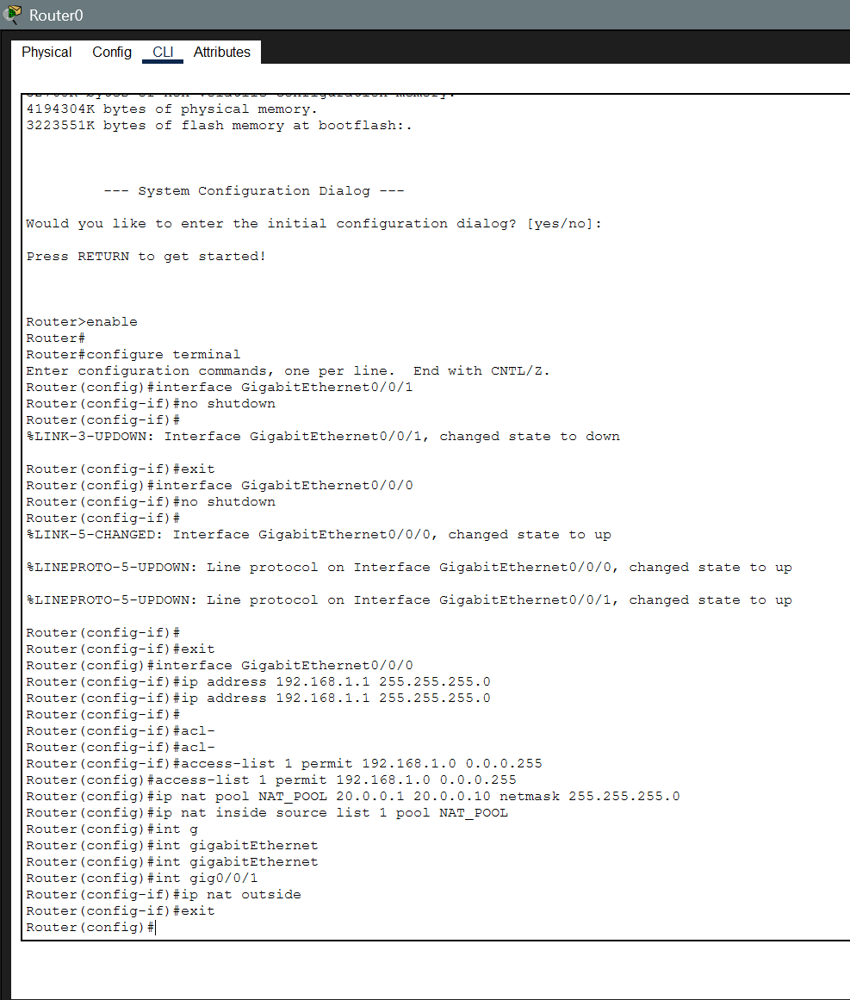 Router0
Physical Config CLI Attributes
bytes of non-volatile configuration memory.
4194304K bytes of physical memory.
3223551K bytes of flash memory at bootflash:.
--- System Configuration Dialog ---
Would you like to enter the initial configuration dialog? [yes/no]:
Press RETURN to get started!
Router>enable
Router#
Router#configure terminal
Enter configuration commands, one per line.  End with CNTL/Z.
Router(config)#interface GigabitEthernet0/0/1
Router(config-if)#no shutdown
Router(config-if)#
%LINK-3-UPDOWN: Interface GigabitEthernet0/0/1, changed state to down
Router(config-if)#exit
Router(config)#interface GigabitEthernet0/0/0
Router(config-if)#no shutdown
Router(config-if)#
%LINK-5-CHANGED: Interface GigabitEthernet0/0/0, changed state to up
%LINEPROTO-5-UPDOWN: Line protocol on Interface GigabitEthernet0/0/0, changed state to up
%LINEPROTO-5-UPDOWN: Line protocol on Interface GigabitEthernet0/0/1, changed state to up
Router(config-if)#
Router(config-if)#exit
Router(config)#interface GigabitEthernet0/0/0
Router(config-if)#ip address 192.168.1.1 255.255.255.0
Router(config-if)#ip address 192.168.1.1 255.255.255.0
Router(config-if)#
Router(config-if)#acl-
Router(config-if)#acl-
Router(config-if)#access-list 1 permit 192.168.1.0 0.0.0.255
Router(config)#access-list 1 permit 192.168.1.0 0.0.0.255
Router(config)#ip nat pool NAT_POOL 20.0.0.1 20.0.0.10 netmask 255.255.255.0
Router(config)#ip nat inside source list 1 pool NAT_POOL
Router(config)#int g
Router(config)#int gigabitEthernet
Router(config)#int gigabitEthernet
Router(config)#int gig0/0/1
Router(config-if)#ip nat outside
Router(config-if)#exit
Router(config)#